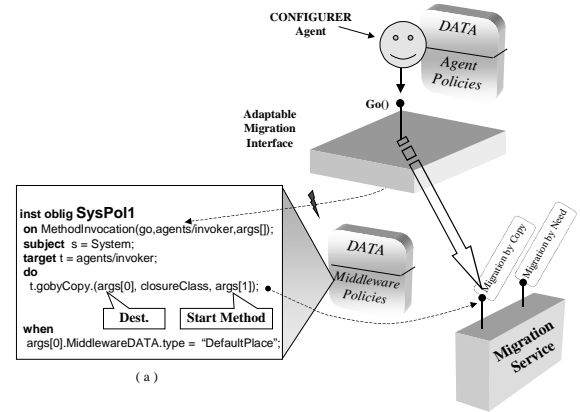 CONFIGURER
Agent
DATA
Agent
Policies
Go()
Adaptable
Migration
Interface
inst oblig SysPol1
on MethodInvocation(go,agents/invoker,args[]);
subject s = System;
target t = agents/invoker;
do
t.gobyCopy.(args[0], closureClass, args[1]);
Dest.
Start Method
when
args[0].MiddlewareDATA.type = “DefaultPlace”;
( a )
DATA
Middleware
Policies
Migration by Copy
Migration by Need
Migration
Service